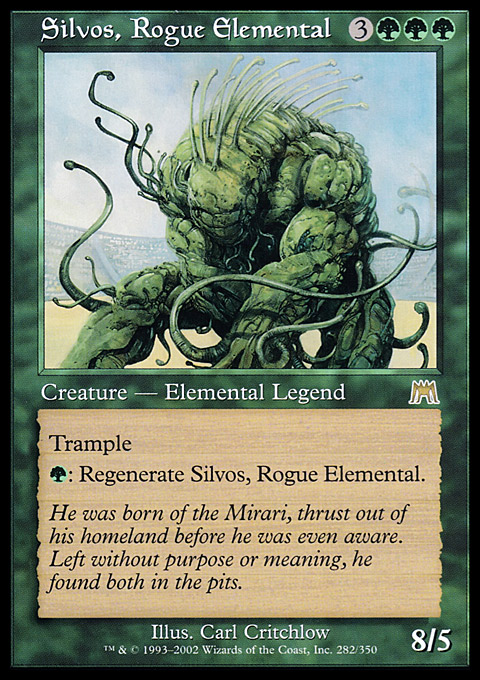 Silvos, Rogue Elemental 3
Creature — Elemental Legend
Trample
: Regenerate Silvos, Rogue Elemental.
He was born of the Mirari, thrust out of
his homeland before he was even aware.
Left without purpose or meaning, he
found both in the pits.
Illus. Carl Critchlow
™ & © 1993–2002 Wizards of the Coast, Inc. 282/350
8/5